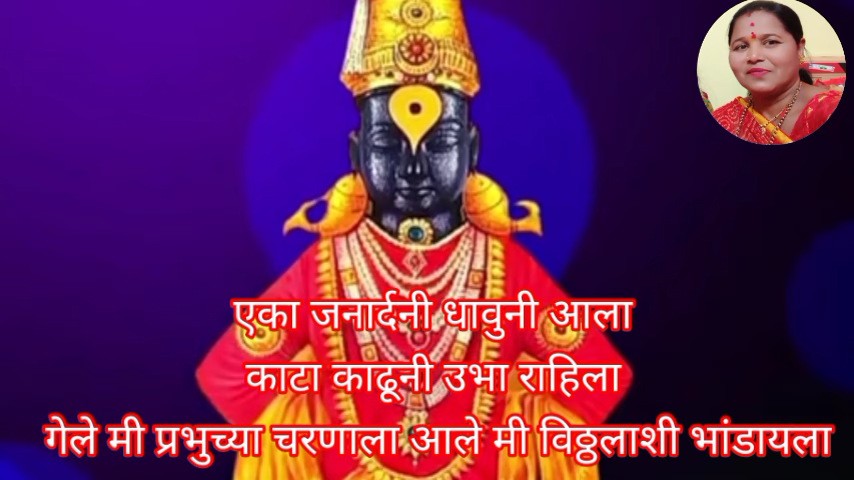 एका जनार्दनी धावुनी आला
काटा काढूनी उभा राहिला
गेले मी प्रभुच्या चरणाला आले मी विठ्ठलाशी भांडायला